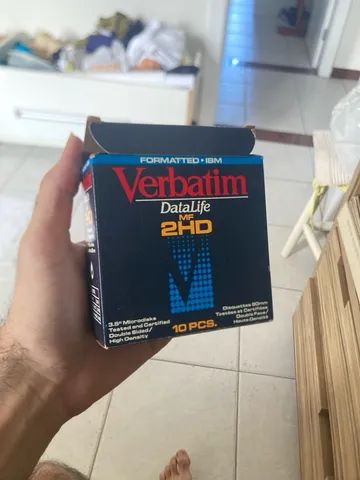 FORMATTED • IBM
Verbatim
DataLife
MF
2HD
3.5" Microdisks
Tested and Certified
Double Sided/
High Density
10 PCS.
Disquettes 90mm
Testées et Certifiées
Double Face/
Haute Densité